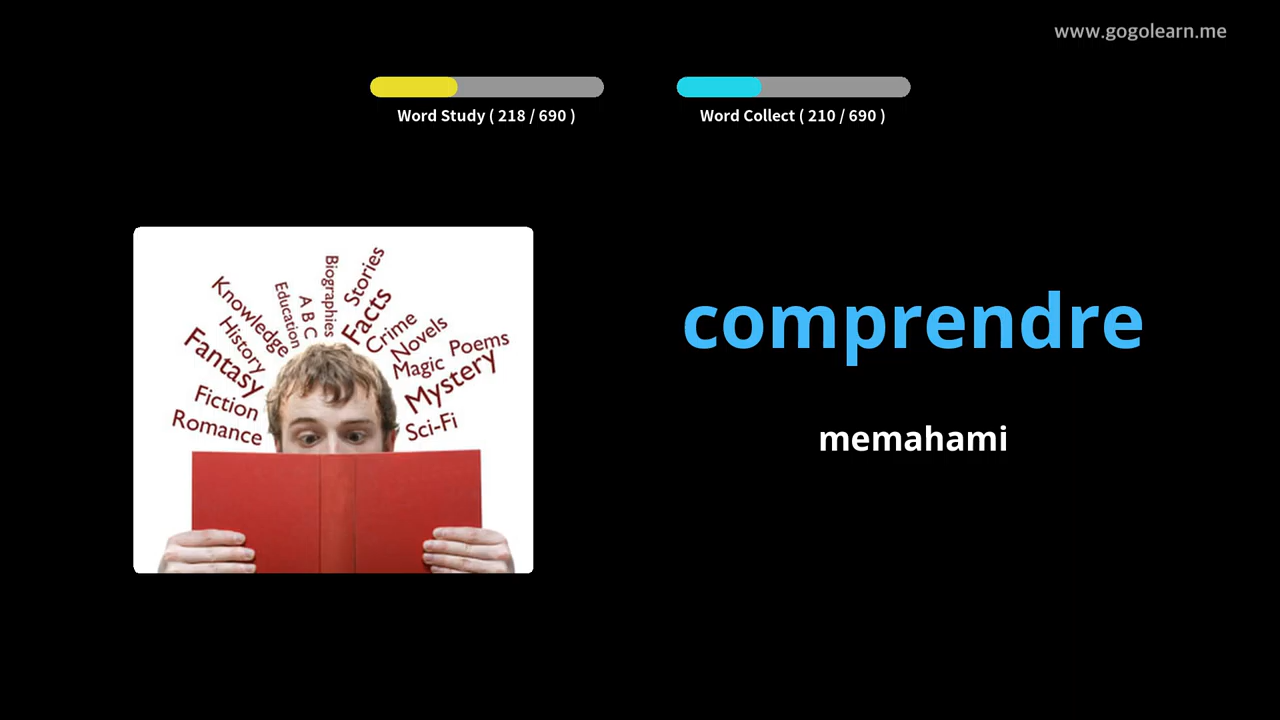 www.gogolearn.me
Word Study ( 218 / 690 )
Word Collect ( 210 / 690 )
Knowledge
History
Fantasy
Fiction
Romance
Education
A B C
Biographies
Stories
Facts
Crime
Novels
Magic
Poems
Mystery
Sci-Fi
comprendre
memahami